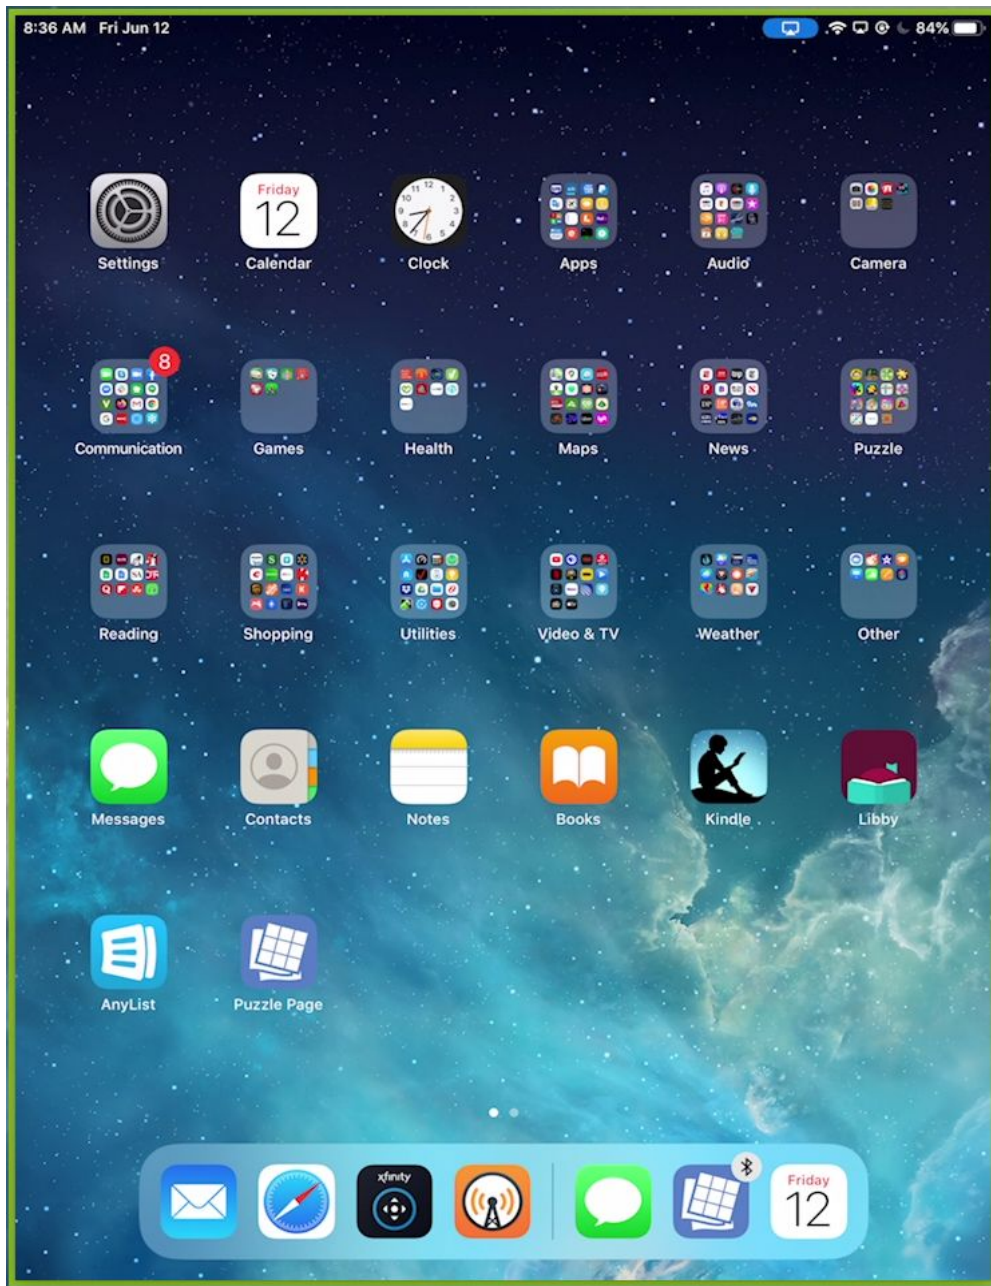 8:36 AM Fri Jun 12 84%
Friday
12
Settings Calendar Clock Apps Audio Camera
8
Communication Games Health Maps News Puzzle
Reading Shopping Utilities Video & TV Weather Other
Messages Contacts Notes Books Kindle Libby
AnyList Puzzle Page
xfinity
Friday
12